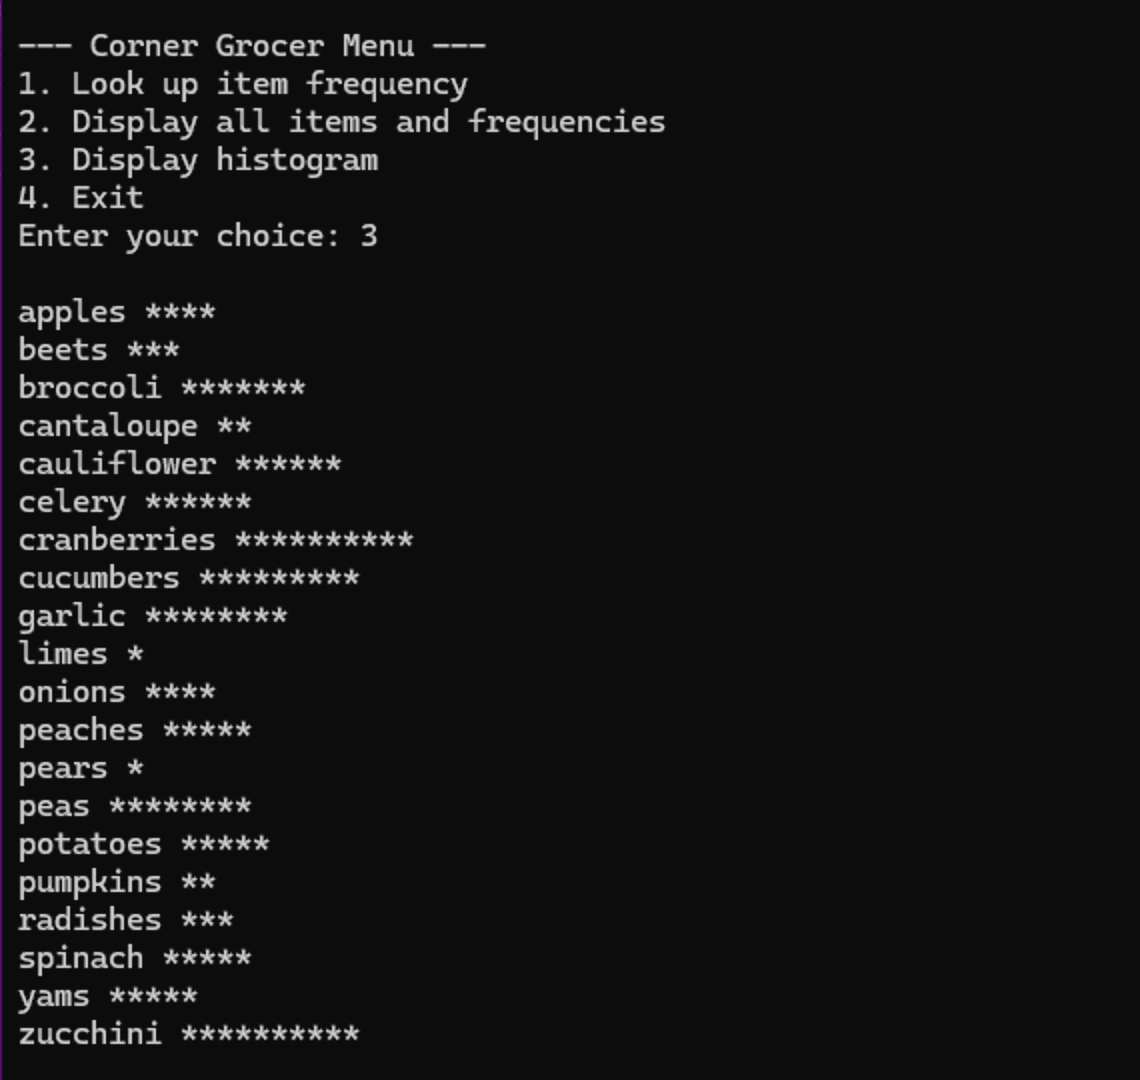 --- Corner Grocer Menu ---
1. Look up item frequency
2. Display all items and frequencies
3. Display histogram
4. Exit
Enter your choice: 3
apples ****
beets ***
broccoli *******
cantaloupe **
cauliflower ******
celery ******
cranberries **********
cucumbers *********
garlic ********
limes *
onions ****
peaches *****
pears *
peas ********
potatoes *****
pumpkins **
radishes ***
spinach *****
yams *****
zucchini **********